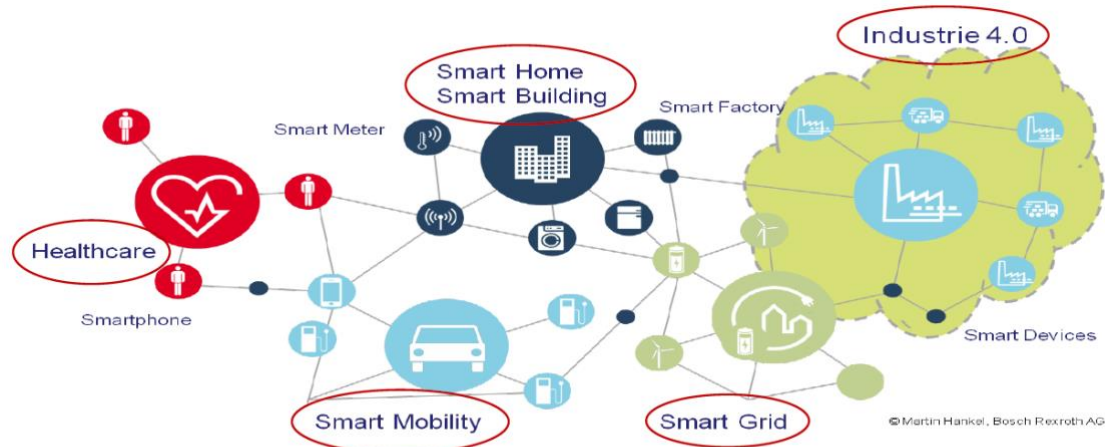 Industrie 4.0
Smart Home
Smart Building
Smart Factory
Smart Meter
Healthcare
Smartphone
Smart Devices
Smart Mobility
Smart Grid
©Martin Hankel, Bosch Rexroth AG